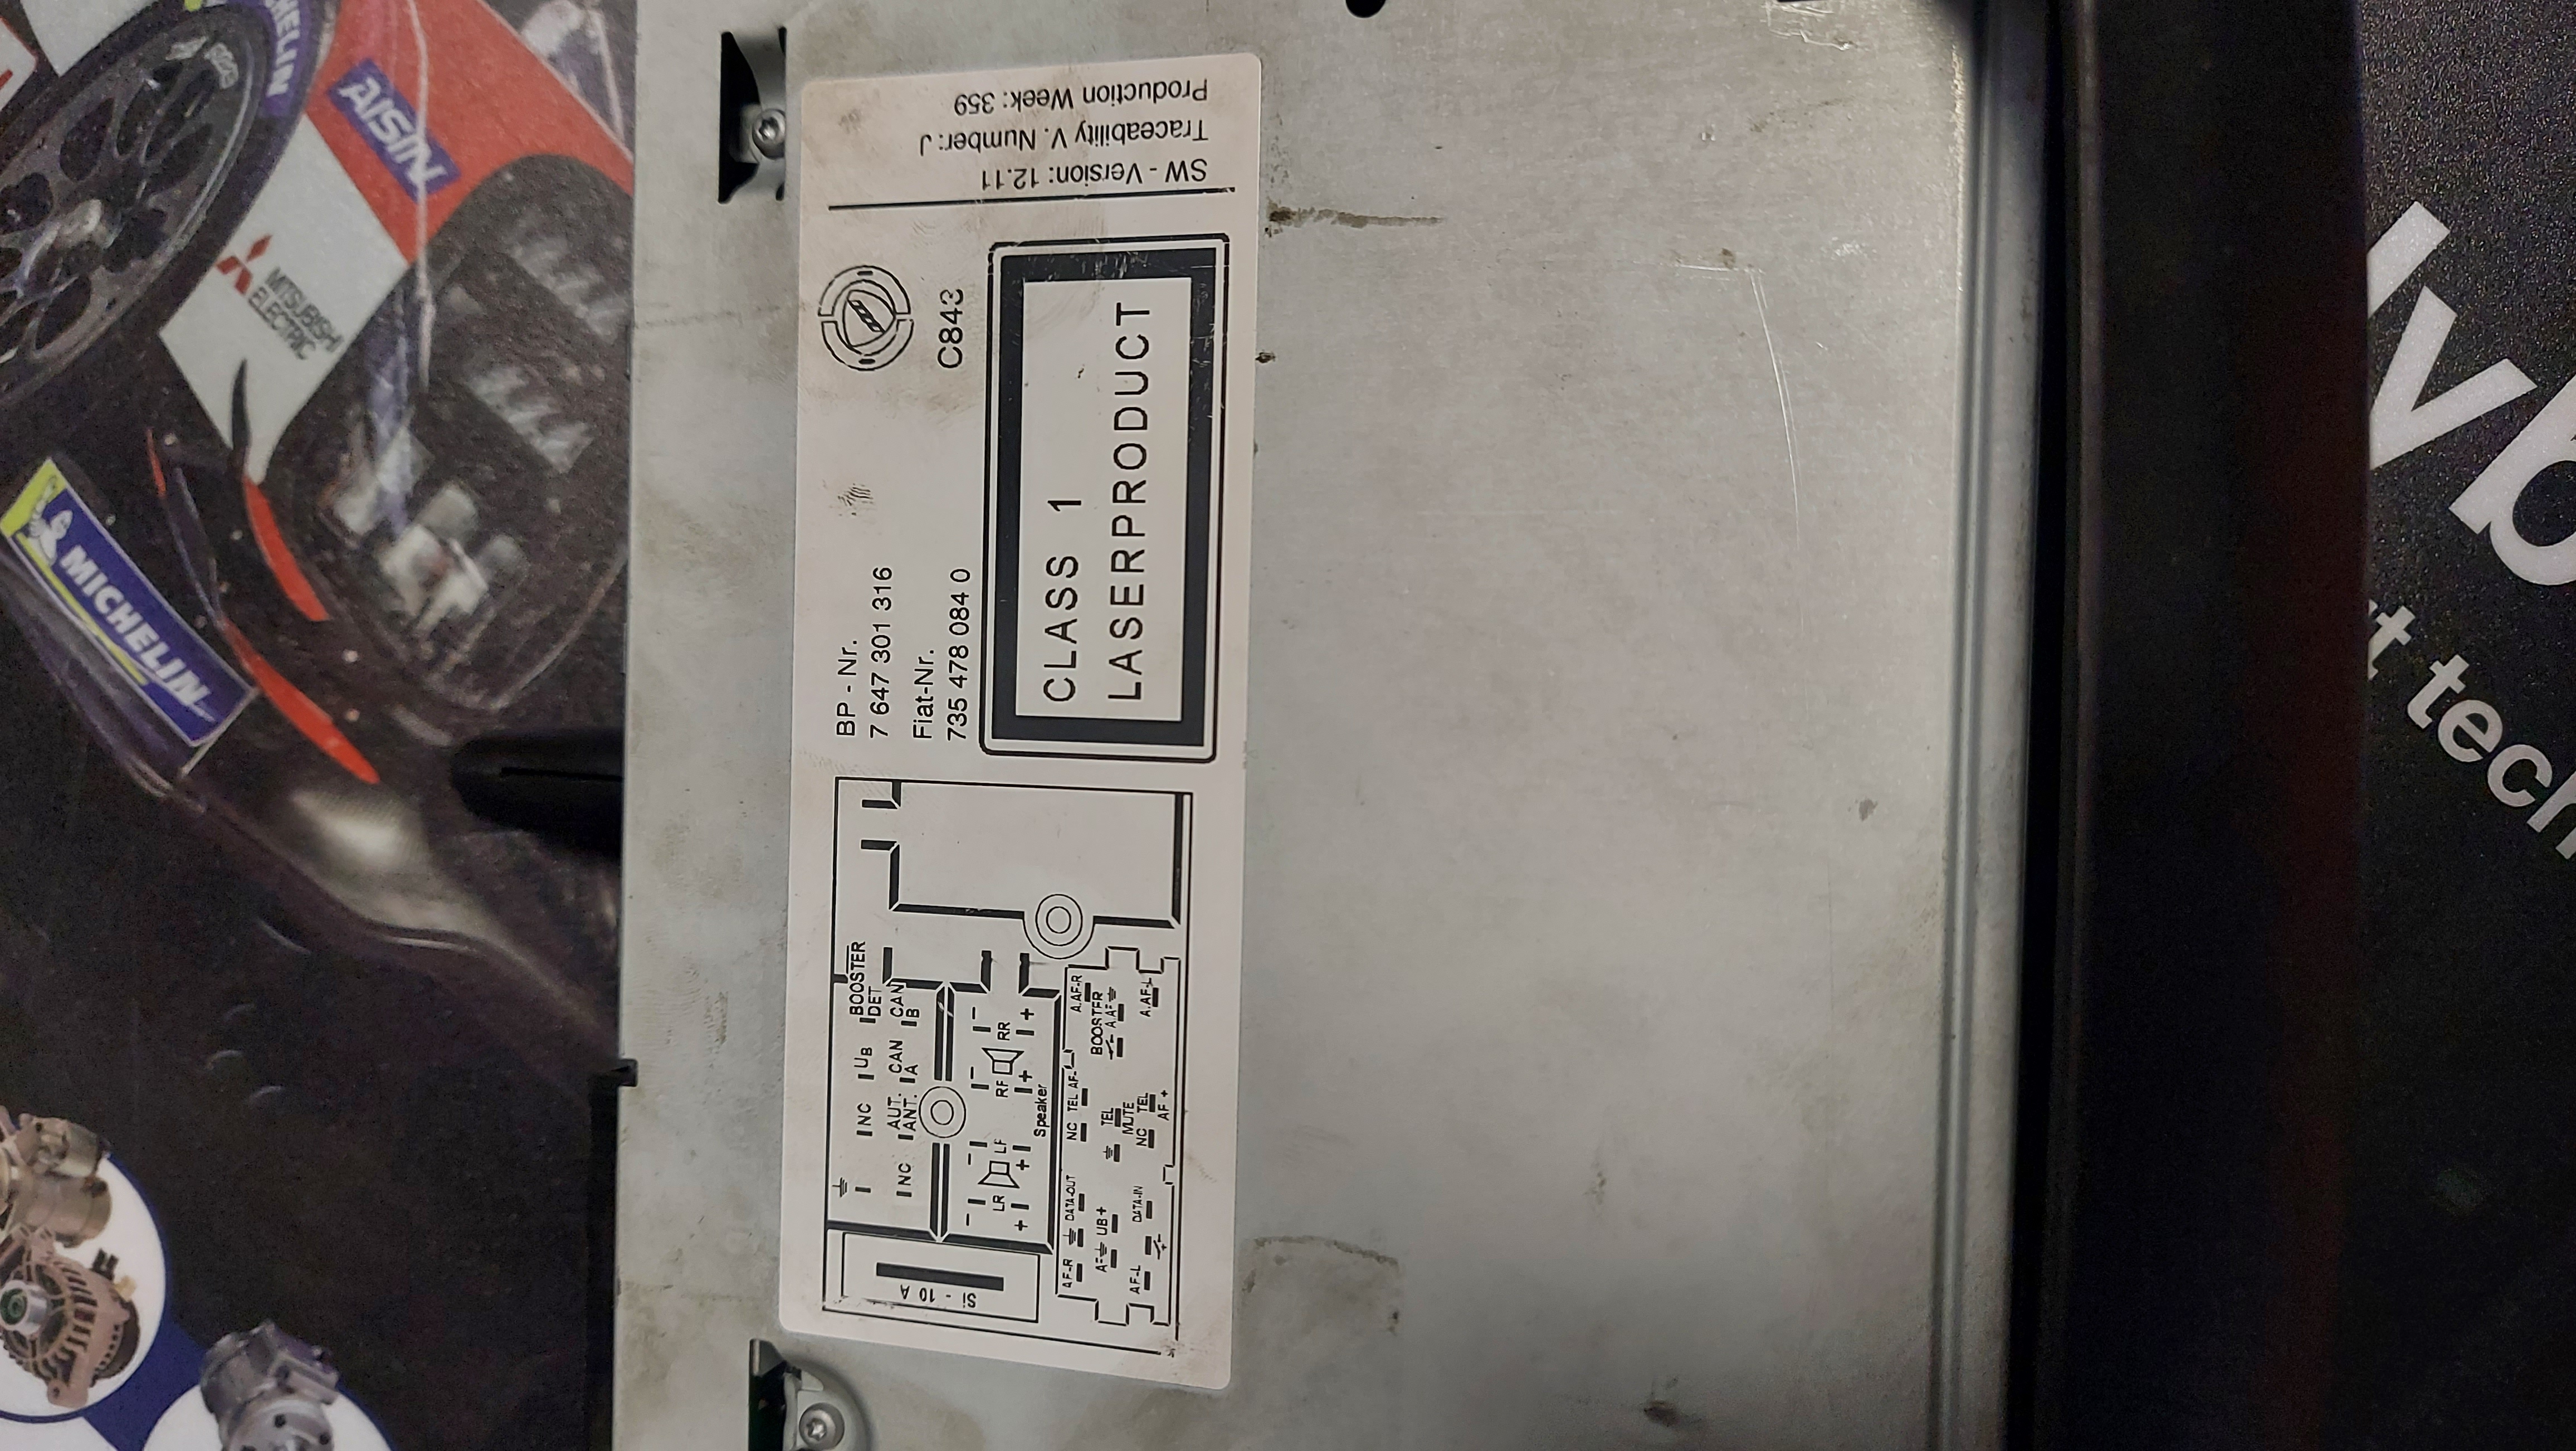 BP - Nr.
7 647 301 316
Fiat-Nr.
735 478 084 0
C843
CLASS 1
LASERPRODUCT
SW - Version: 12.11
Traceability V. Number: J
Production Week: 359
BOOSTER
NC UB DET
NC AUT. ANT. CAN A CAN B
LR LF RF RR
Speaker
Si - 10 A
AF-R DATA-OUT NC TEL AF- A.AF-R
UB+ TEL MUTE BOOSTER A.AF
AF-L DATA-IN NC TEL AF + A.AF-L
MICHELIN
MITSUBISHI
ELECTRIC
AISIN
HELIN
t tech